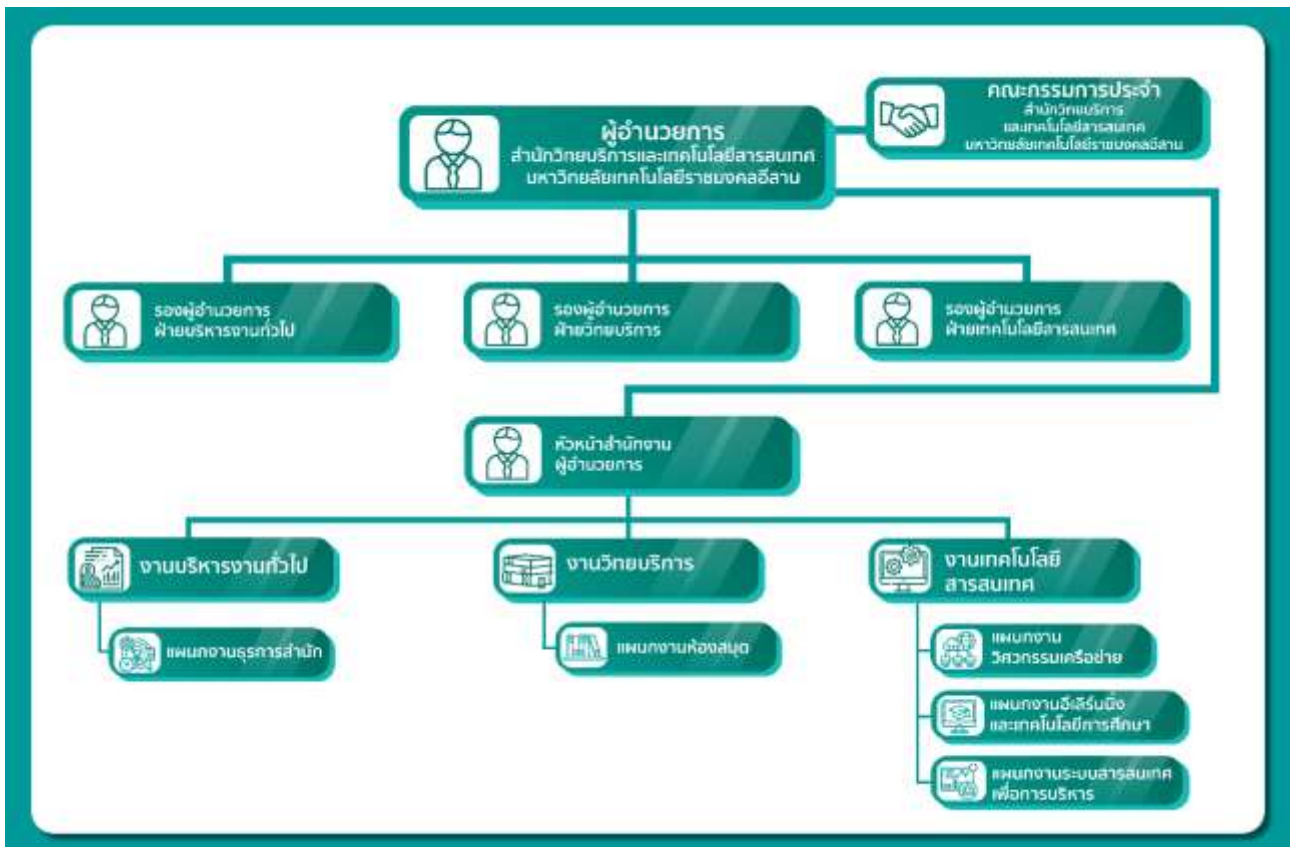 คณะกรรมการประจำ
สำนักวิทยบริการ
และเทคโนโลยีสารสนเทศ
มหาวิทยาลัยเทคโนโลยีราชมงคลอีสาน
ผู้อำนวยการ
สำนักวิทยบริการและเทคโนโลยีสารสนเทศ
มหาวิทยาลัยเทคโนโลยีราชมงคลอีสาน
รองผู้อำนวยการ
ฝ่ายบริหารงานทั่วไป
รองผู้อำนวยการ
ฝ่ายวิทยบริการ
รองผู้อำนวยการ
ฝ่ายเทคโนโลยีสารสนเทศ
หัวหน้าสำนักงาน
ผู้อำนวยการ
งานบริหารงานทั่วไป
งานวิทยบริการ
งานเทคโนโลยี
สารสนเทศ
แผนกงานธุรการสำนัก
แผนกงานห้องสมุด
แผนกงาน
วิศวกรรมเครือข่าย
แผนกงานอีเลิร์นนิ่ง
และเทคโนโลยีการศึกษา
แผนกงานระบบสารสนเทศ
เพื่อการบริหาร